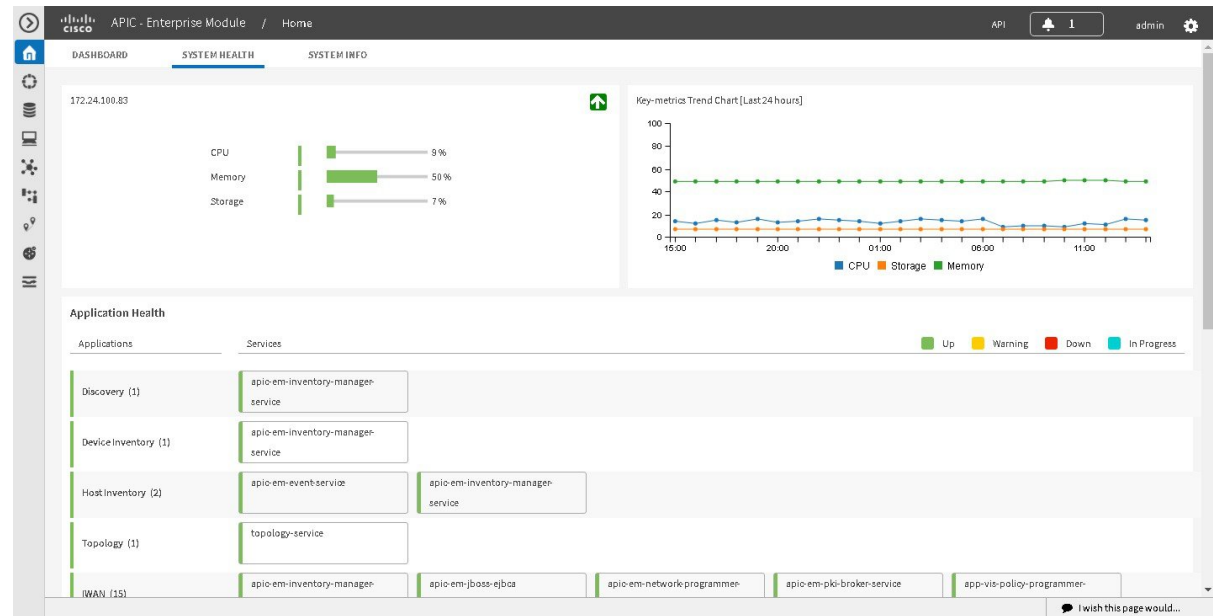 cisco APIC - Enterprise Module / Home API 1 admin
DASHBOARD SYSTEM HEALTH SYSTEM INFO
172.24.100.83
CPU 9%
Memory 50%
Storage 7%
Key-metrics Trend Chart [Last 24 hours]
100
80
60
40
20
0
15:00 20:00 01:00 06:00 11:00
CPU Storage Memory
Application Health
Applications Services Up Warning Down In Progress
Discovery (1) apic-em-inventory-manager-
service
Device Inventory (1) apic-em-inventory-manager-
service
Host Inventory (2) apic-em-event-service apic-em-inventory-manager-
service
Topology (1) topology-service
IWAN (15) apic-em-inventory-manager- apic-em-jboss-ejbca apic-em-network-programmer- apic-em-pki-broker-service app-vis-policy-programmer-
I wish this page would...